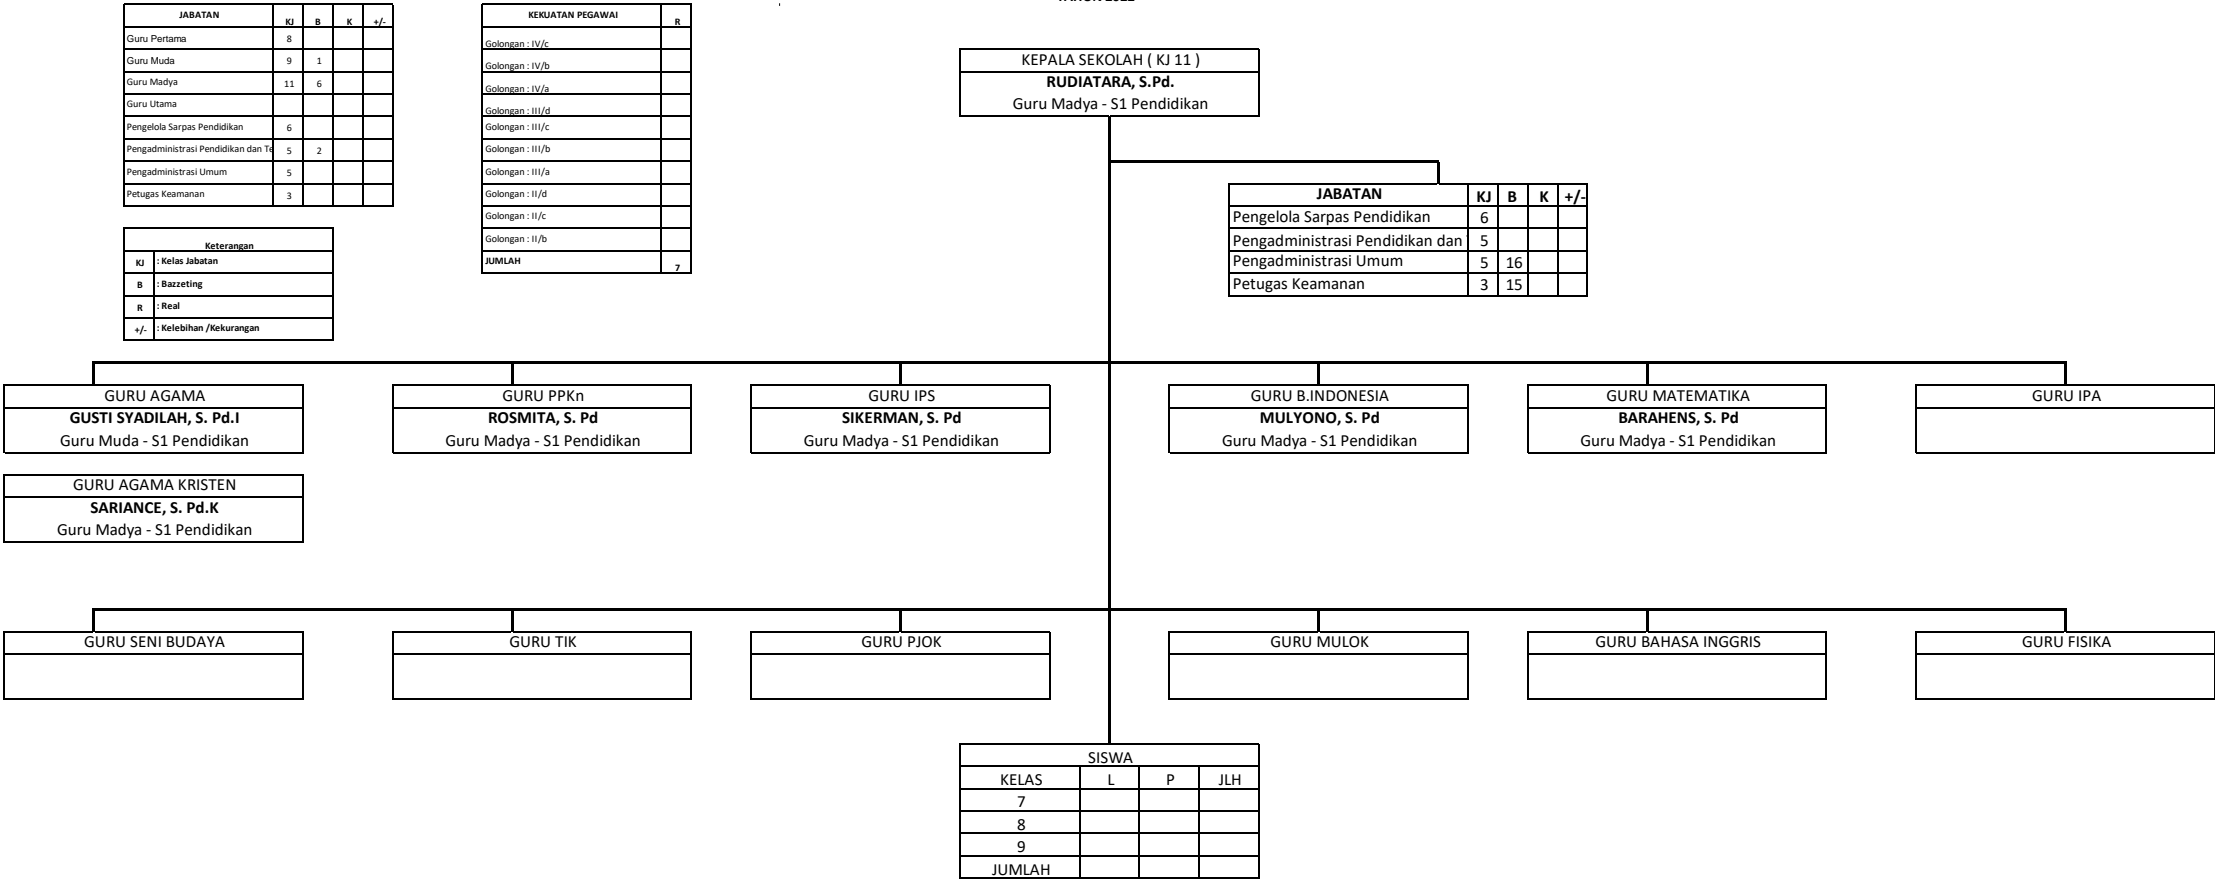 JABATAN KJ B K +/-
Guru Pertama 8
Guru Muda 9 1
Guru Madya 11 6
Guru Utama
Pengelola Sarpas Pendidikan 6
Pengadministrasi Pendidikan dan Te 5 2
Pengadministrasi Umum 5
Petugas Keamanan 3
Keterangan
KJ : Kelas Jabatan
B : Bazzeting
R : Real
+/- : Kelebihan /Kekurangan
KEKUATAN PEGAWAI R
Golongan : IV/c
Golongan : IV/b
Golongan : IV/a
Golongan : III/d
Golongan : III/c
Golongan : III/b
Golongan : III/a
Golongan : II/d
Golongan : II/c
Golongan : II/b
JUMLAH 7
KEPALA SEKOLAH ( KJ 11 )
RUDIATARA, S.Pd.
Guru Madya - S1 Pendidikan
JABATAN KJ B K +/-
Pengelola Sarpas Pendidikan 6
Pengadministrasi Pendidikan dan 5
Pengadministrasi Umum 5 16
Petugas Keamanan 3 15
GURU AGAMA
GUSTI SYADILAH, S. Pd.I
Guru Muda - S1 Pendidikan
GURU PPKn
ROSMITA, S. Pd
Guru Madya - S1 Pendidikan
GURU IPS
SIKERMAN, S. Pd
Guru Madya - S1 Pendidikan
GURU B.INDONESIA
MULYONO, S. Pd
Guru Madya - S1 Pendidikan
GURU MATEMATIKA
BARAHENS, S. Pd
Guru Madya - S1 Pendidikan
GURU IPA
GURU AGAMA KRISTEN
SARIANCE, S. Pd.K
Guru Madya - S1 Pendidikan
GURU SENI BUDAYA
GURU TIK
GURU PJOK
GURU MULOK
GURU BAHASA INGGRIS
GURU FISIKA
SISWA
KELAS L P JLH
7
8
9
JUMLAH